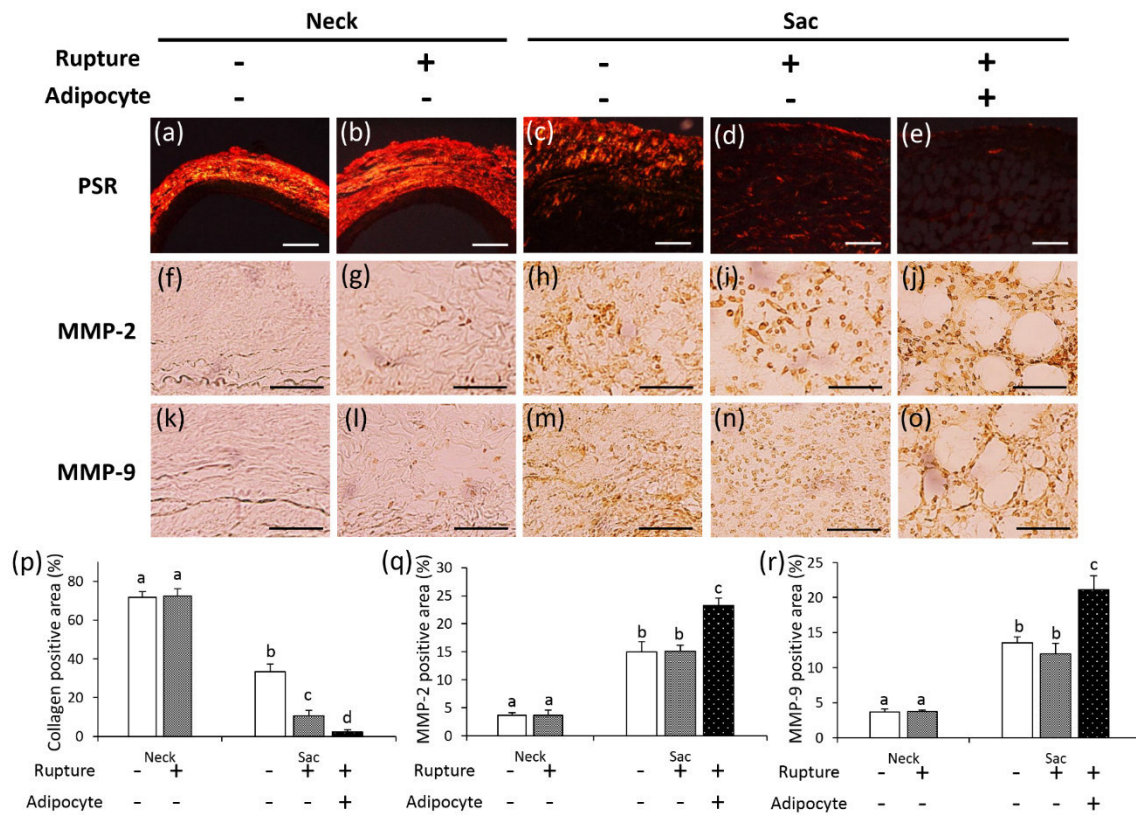 Neck Sac
Rupture - + - + +
Adipocyte - - - - +
PSR (a) (b) (c) (d) (e)
MMP-2 (f) (g) (h) (i) (j)
MMP-9 (k) (l) (m) (n) (o)
(p)
Collagen positive area (%)
80
60
40
20
0
a a b c d
Neck Sac
Rupture - + - + +
Adipocyte - - - - +
(q)
MMP-2 positive area (%)
30
25
20
15
10
5
0
a a b b c
Neck Sac
Rupture - + - + +
Adipocyte - - - - +
(r)
MMP-9 positive area (%)
25
20
15
10
5
0
a a b b c
Neck Sac
Rupture - + - + +
Adipocyte - - - - +